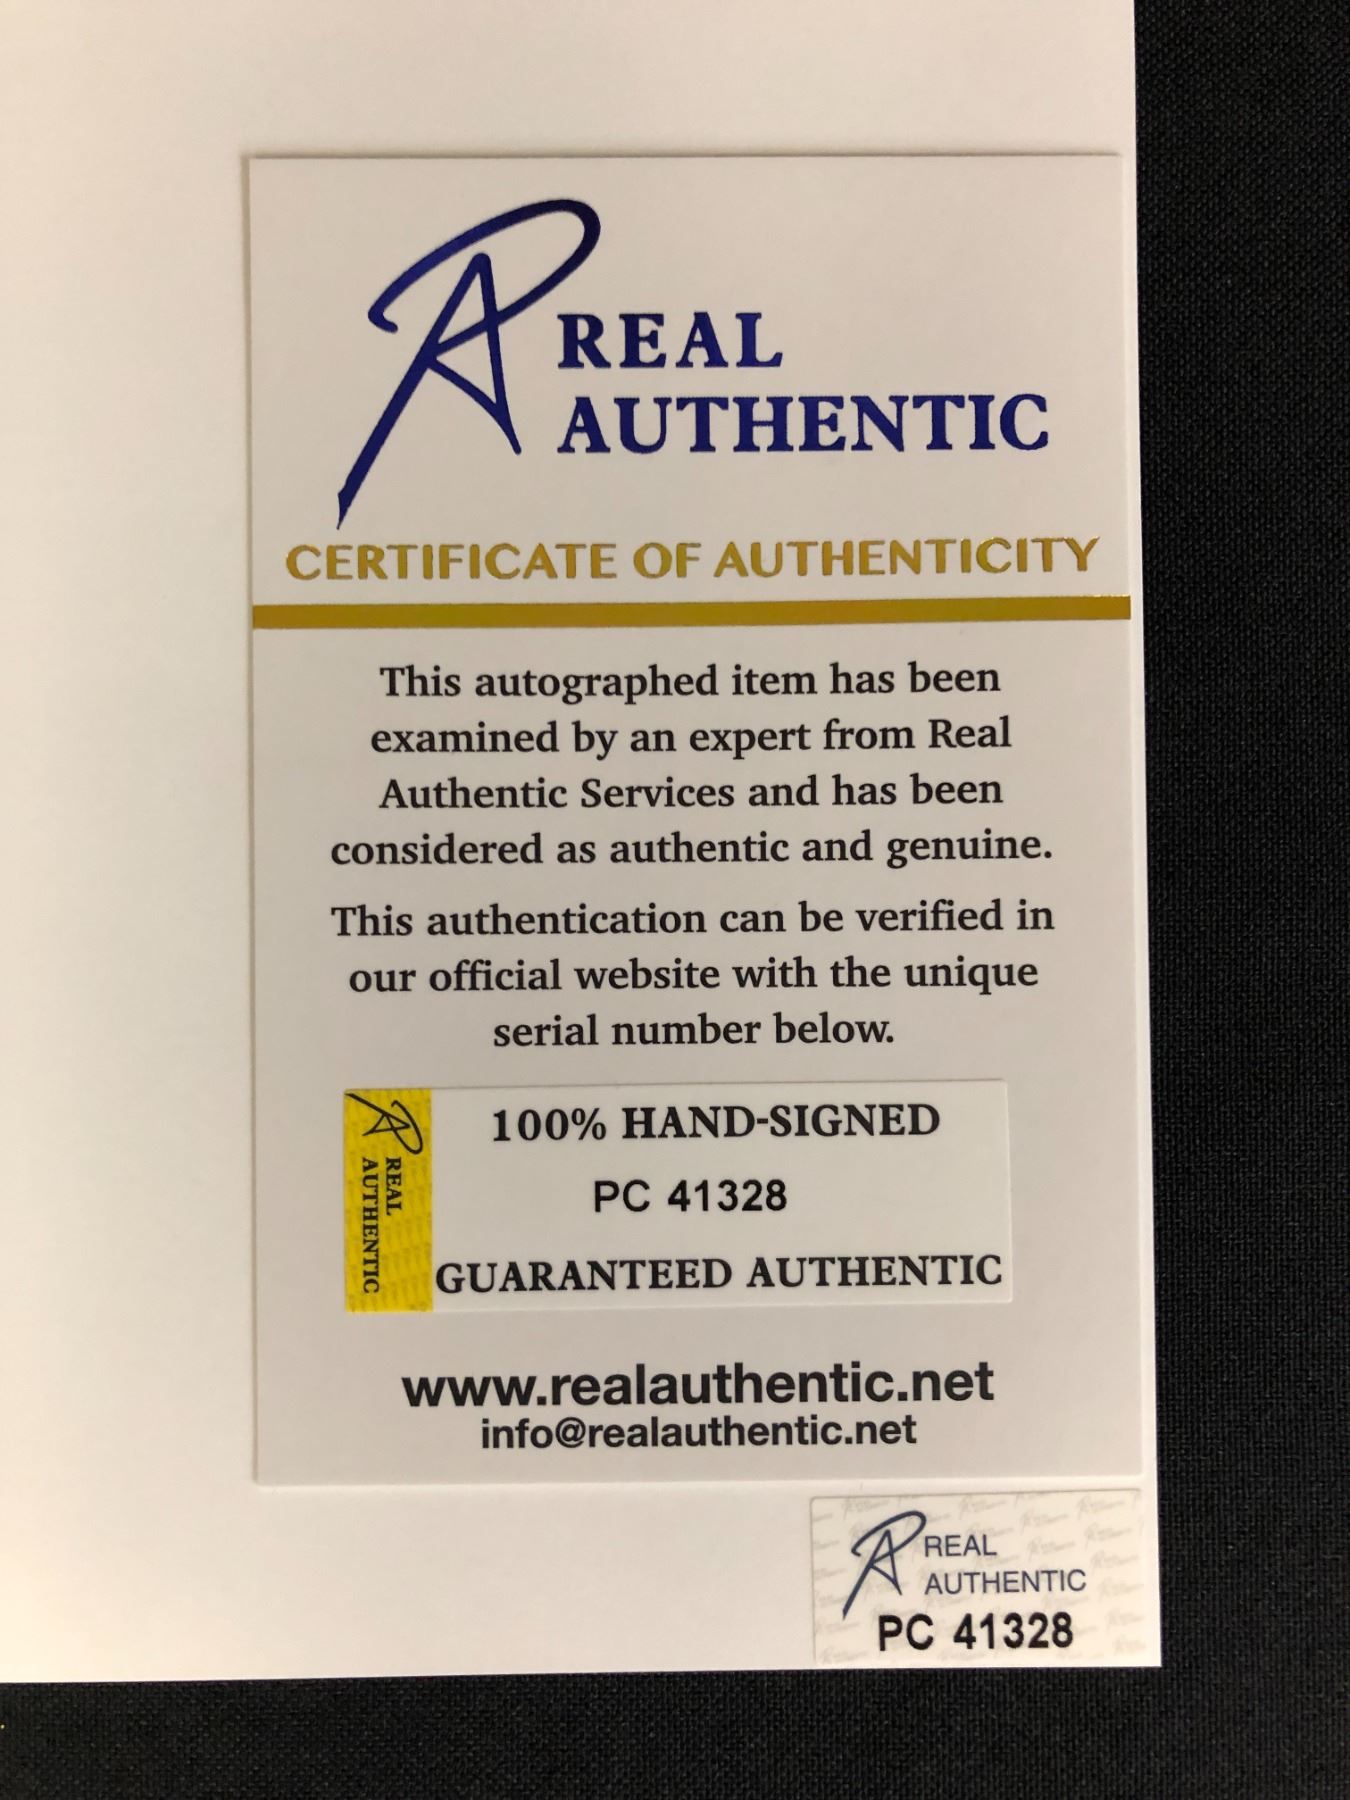 REAL
AUTHENTIC
CERTIFICATE OF AUTHENTICITY
This autographed item has been
examined by an expert from Real
Authentic Services and has been
considered as authentic and genuine.
This authentication can be verified in
our official website with the unique
serial number below.
REAL
AUTHENTIC
100% HAND-SIGNED
PC 41328
GUARANTEED AUTHENTIC
www.realauthentic.net
info@realauthentic.net
REAL
AUTHENTIC
PC 41328